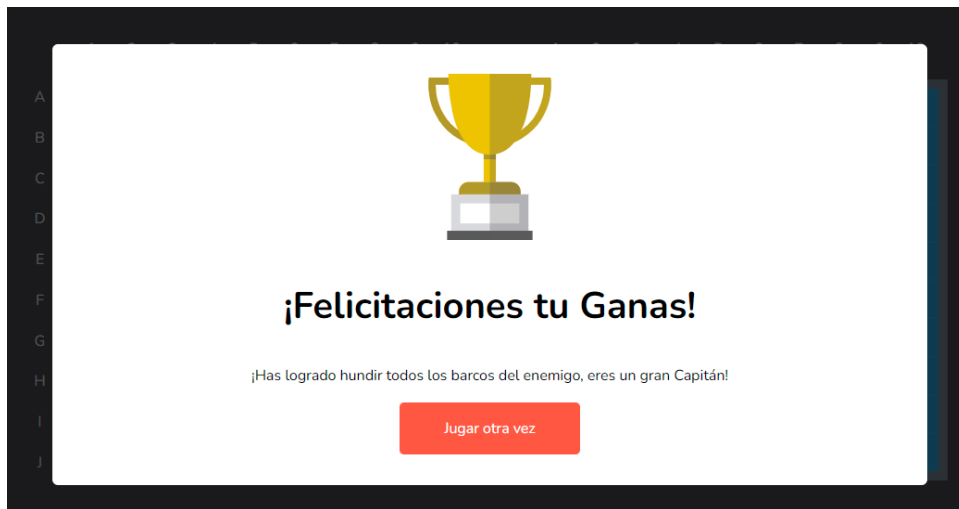 A
B
C
D
E
F
G
H
I
J
¡Felicitaciones tu Ganas!
¡Has logrado hundir todos los barcos del enemigo, eres un gran Capitán!
Jugar otra vez